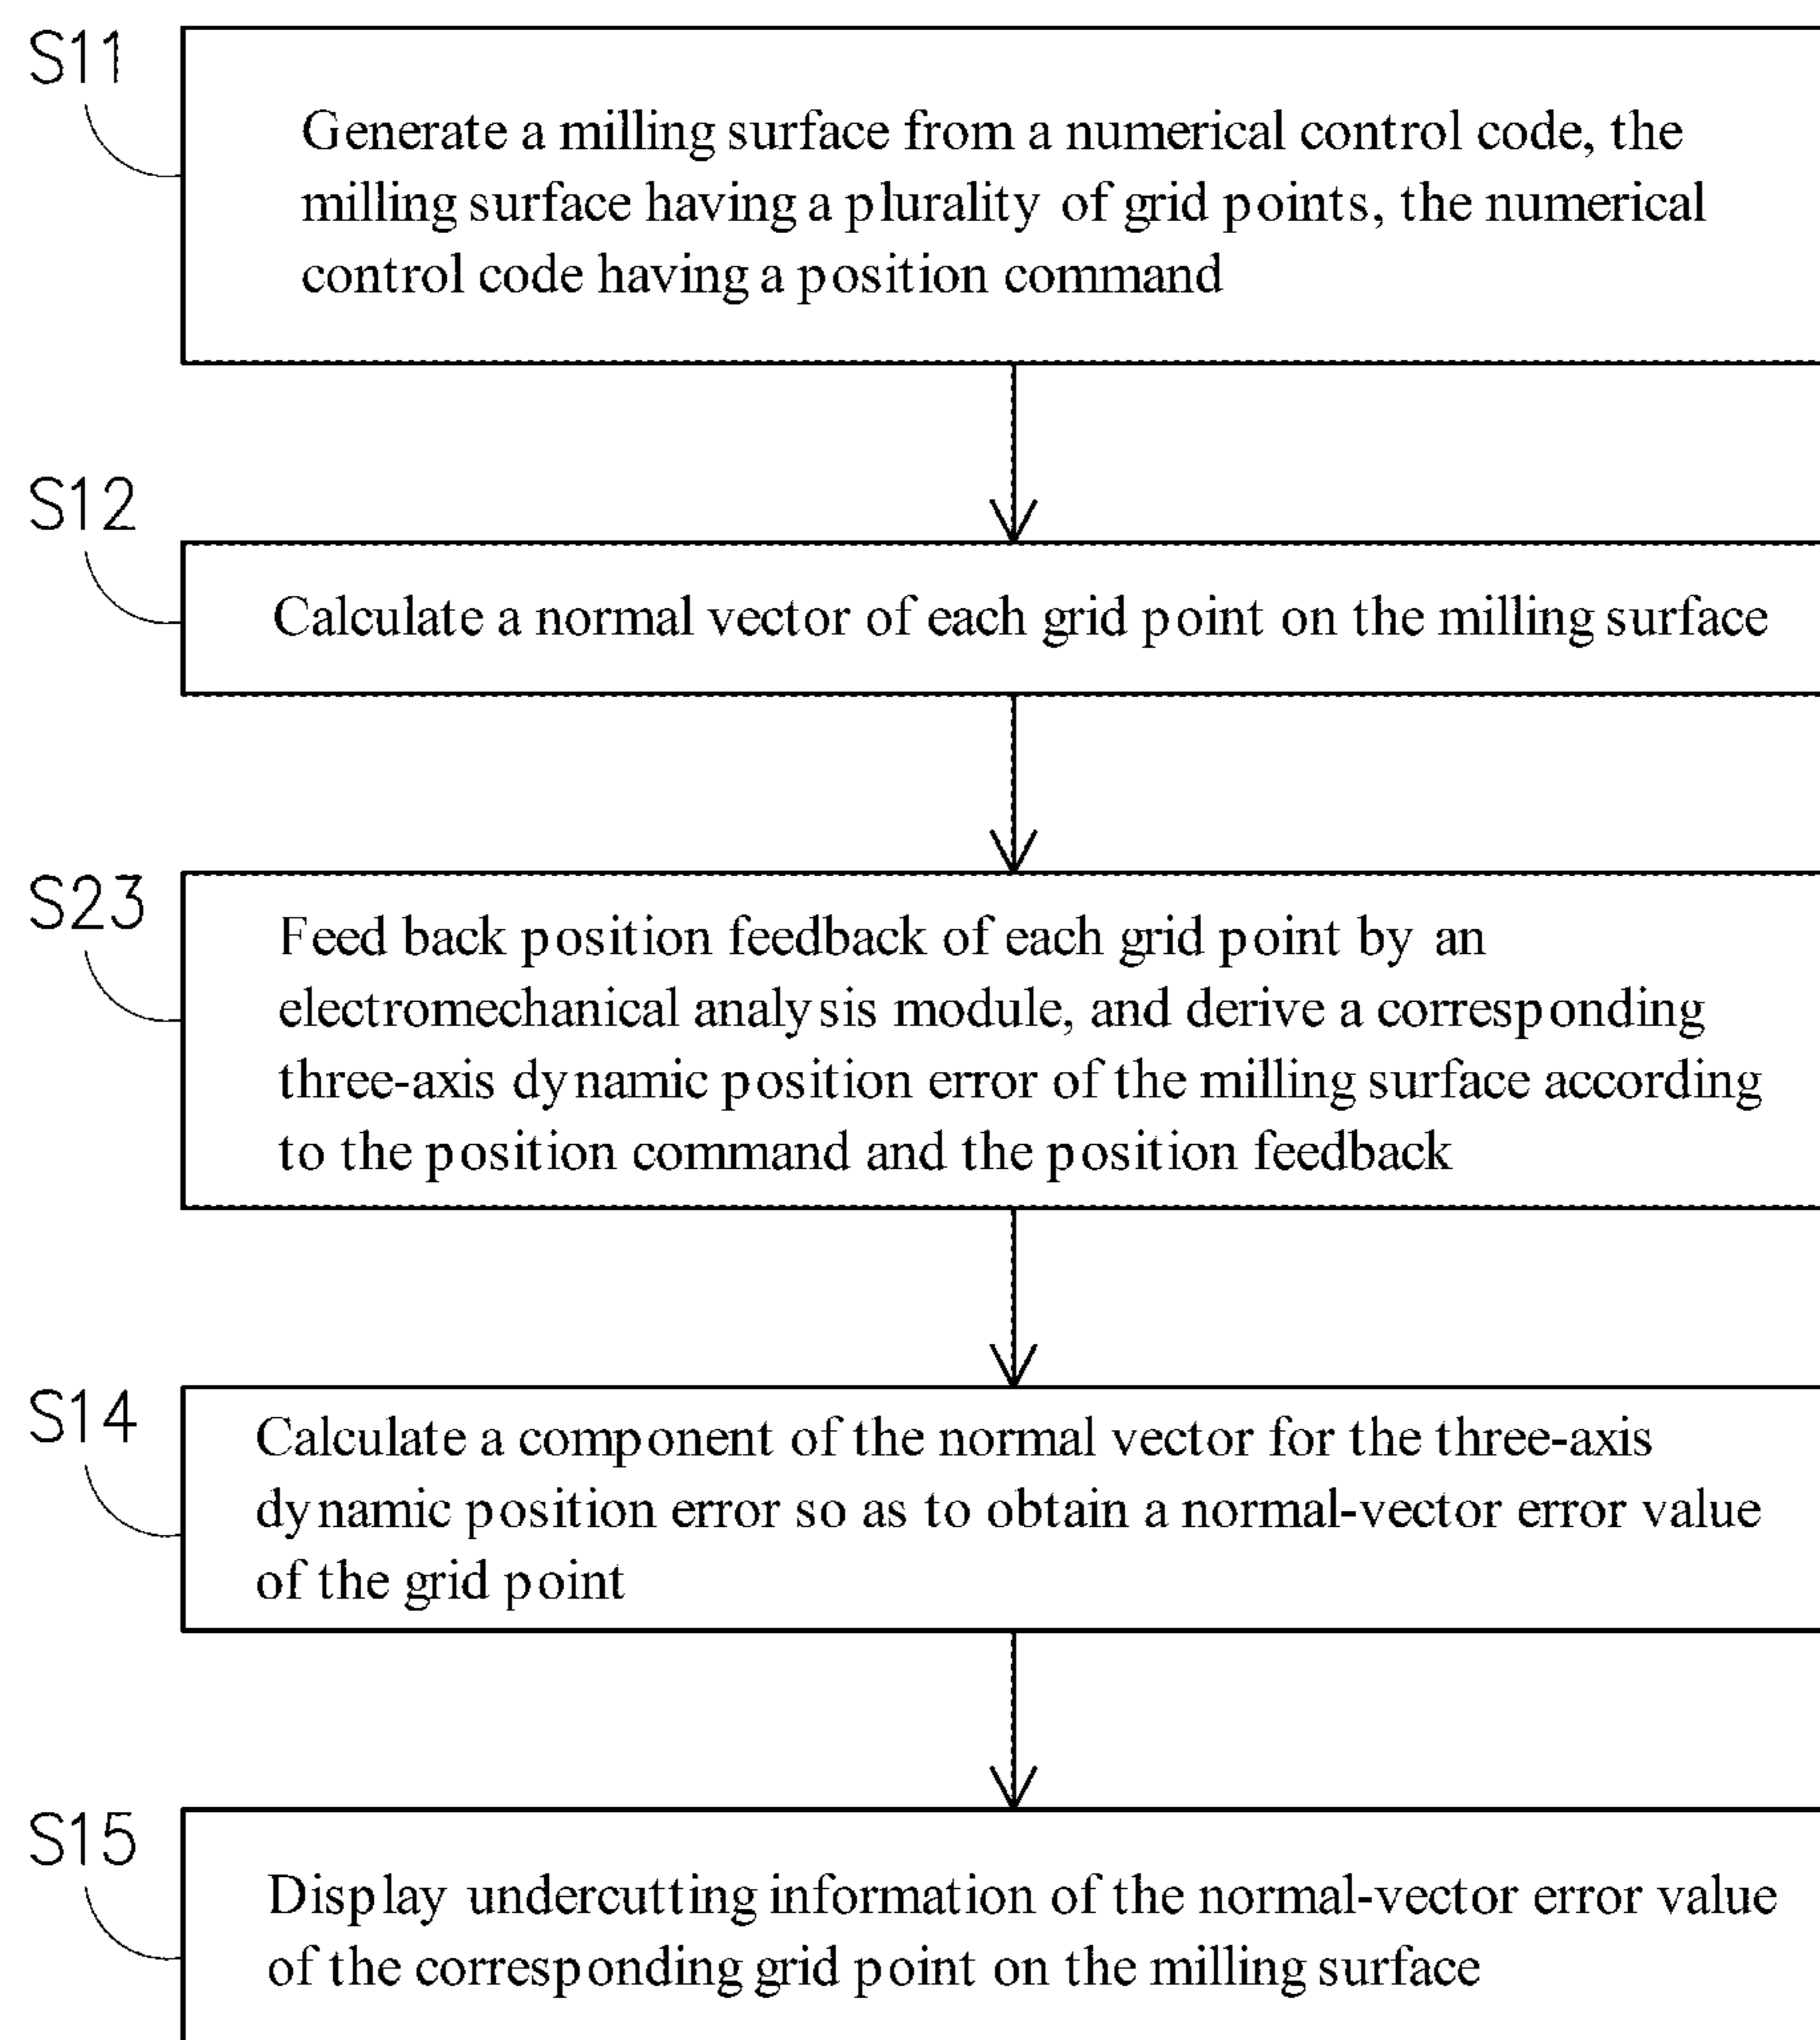 S11
Generate a milling surface from a numerical control code, the
milling surface having a plurality of grid points, the numerical
control code having a position command
S12
Calculate a normal vector of each grid point on the milling surface
S23
Feed back position feedback of each grid point by an
electromechanical analysis module, and derive a corresponding
three-axis dynamic position error of the milling surface according
to the position command and the position feedback
S14
Calculate a component of the normal vector for the three-axis
dynamic position error so as to obtain a normal-vector error value
of the grid point
S15
Display undercutting information of the normal-vector error value
of the corresponding grid point on the milling surface